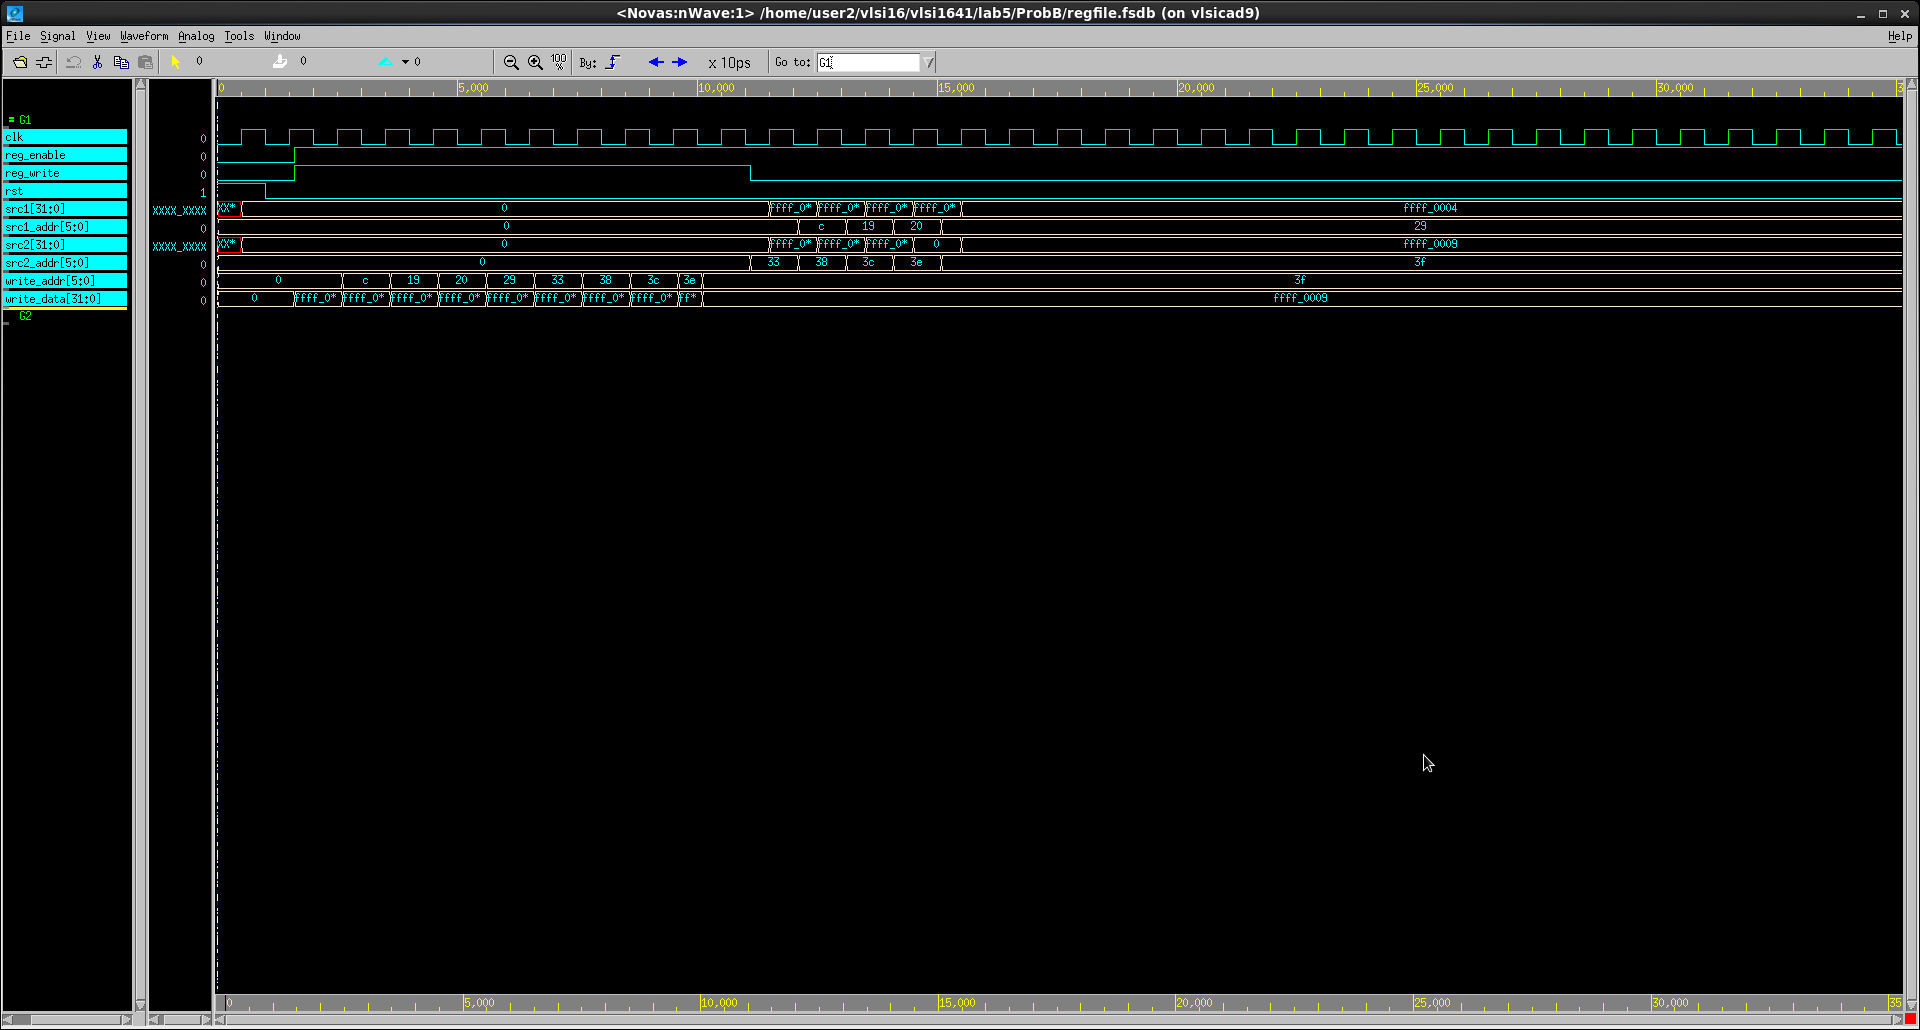 <Novas:nWave:1> /home/user2/vlsi16/vlsi1641/lab5/ProbB/regfile.fsdb (on vlsicad9)
File Signal View Waveform Analog Tools Window Help
0 0 0 100 % By: x 10ps Go to: G1
0 5,000 10,000 15,000 20,000 25,000 30,000 3
= G1
clk 0
reg_enable 0
reg_write 0
rst 1
src1[31:0] XXXX_XXXX XX* 0 ffff_0* ffff_0* ffff_0* ffff_0* ffff_0004
src1_addr[5:0] 0 0 c 19 20 29
src2[31:0] XXXX_XXXX XX* 0 ffff_0* ffff_0* ffff_0* 0 ffff_0009
src2_addr[5:0] 0 0 33 38 3c 3e 3f
write_addr[5:0] 0 0 c 19 20 29 33 38 3c 3e 3f
write_data[31:0] 0 0 ffff_0* ffff_0* ffff_0* ffff_0* ffff_0* ffff_0* ffff_0* ffff_0* ff* ffff_0009
G2
0 5,000 10,000 15,000 20,000 25,000 30,000 35